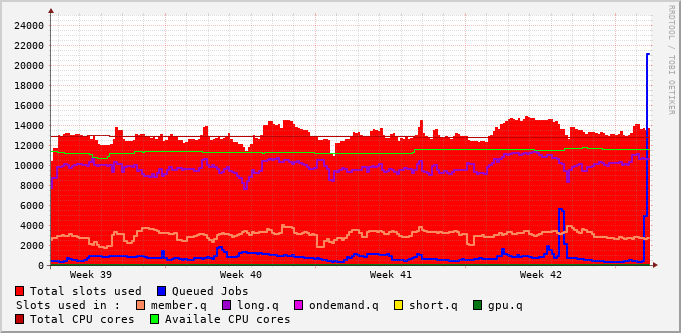 24000
22000
20000
18000
16000
14000
12000
10000
8000
6000
4000
2000
0
Week 39 Week 40 Week 41 Week 42
RRDTOOL / TOBI OETIKER
Total slots used Queued Jobs
Slots used in : member.q long.q ondemand.q short.q gpu.q
Total CPU cores Availale CPU cores